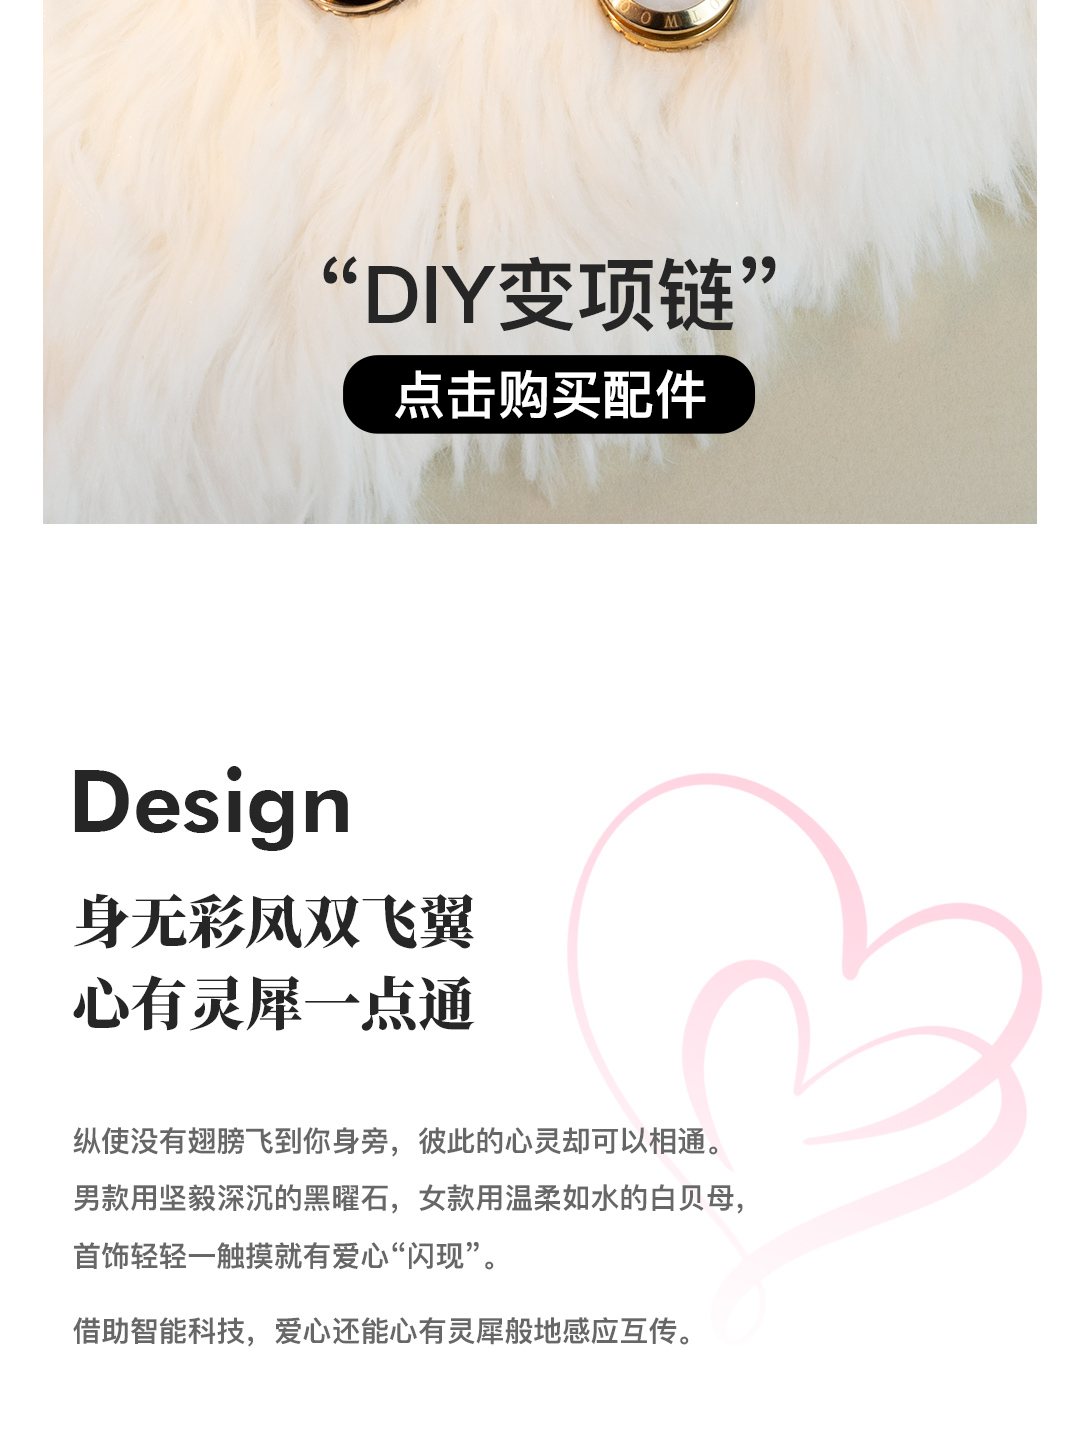 “DIY变项链”
点击购买配件
Design
身无彩凤双飞翼
心有灵犀一点通
纵使没有翅膀飞到你身旁，彼此的心灵却可以相通。
男款用坚毅深沉的黑曜石，女款用温柔如水的白贝母，
首饰轻轻一触摸就有爱心“闪现”。
借助智能科技，爱心还能心有灵犀般地感应互传。